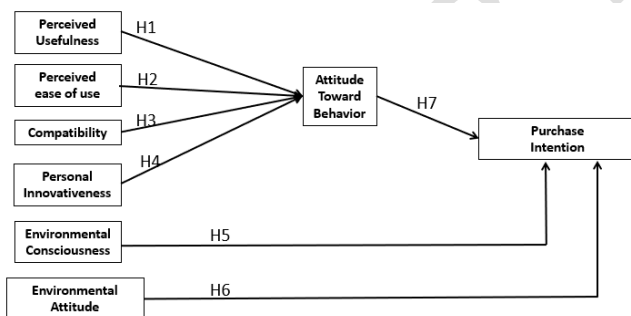 Perceived
Usefulness
H1
Perceived
ease of use
H2
Compatibility
H3
Personal
Innovativeness
H4
Attitude
Toward
Behavior
H7
Purchase
Intention
Environmental
Consciousness
H5
Environmental
Attitude
H6